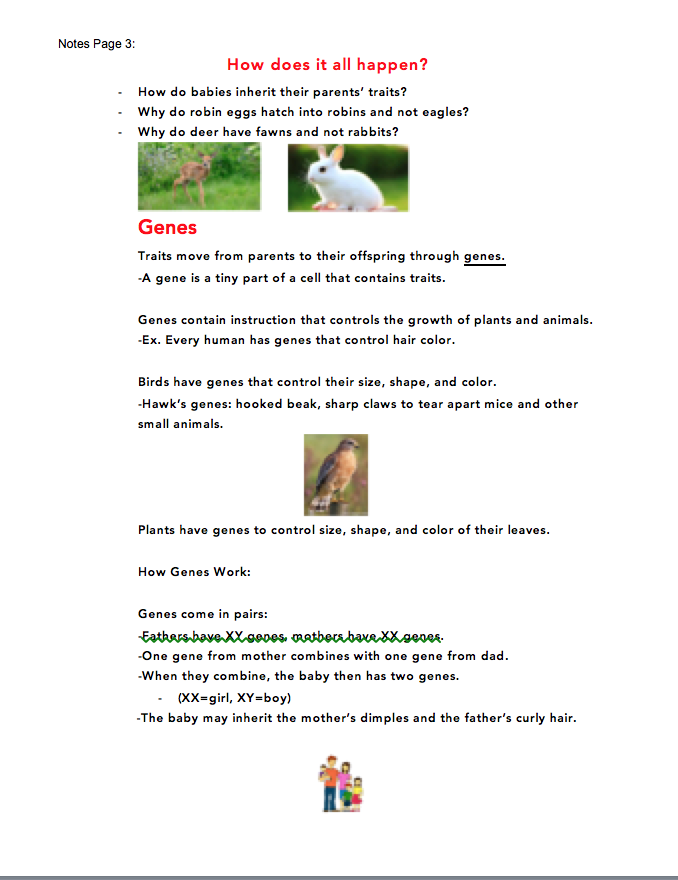 Notes Page 3:
How does it all happen?
- How do babies inherit their parents’ traits?
- Why do robin eggs hatch into robins and not eagles?
- Why do deer have fawns and not rabbits?
Genes
Traits move from parents to their offspring through genes.
-A gene is a tiny part of a cell that contains traits.
Genes contain instruction that controls the growth of plants and animals.
-Ex. Every human has genes that control hair color.
Birds have genes that control their size, shape, and color.
-Hawk’s genes: hooked beak, sharp claws to tear apart mice and other
small animals.
Plants have genes to control size, shape, and color of their leaves.
How Genes Work:
Genes come in pairs:
-Fathers have XY genes, mothers have XX genes.
-One gene from mother combines with one gene from dad.
-When they combine, the baby then has two genes.
- (XX=girl, XY=boy)
-The baby may inherit the mother’s dimples and the father’s curly hair.